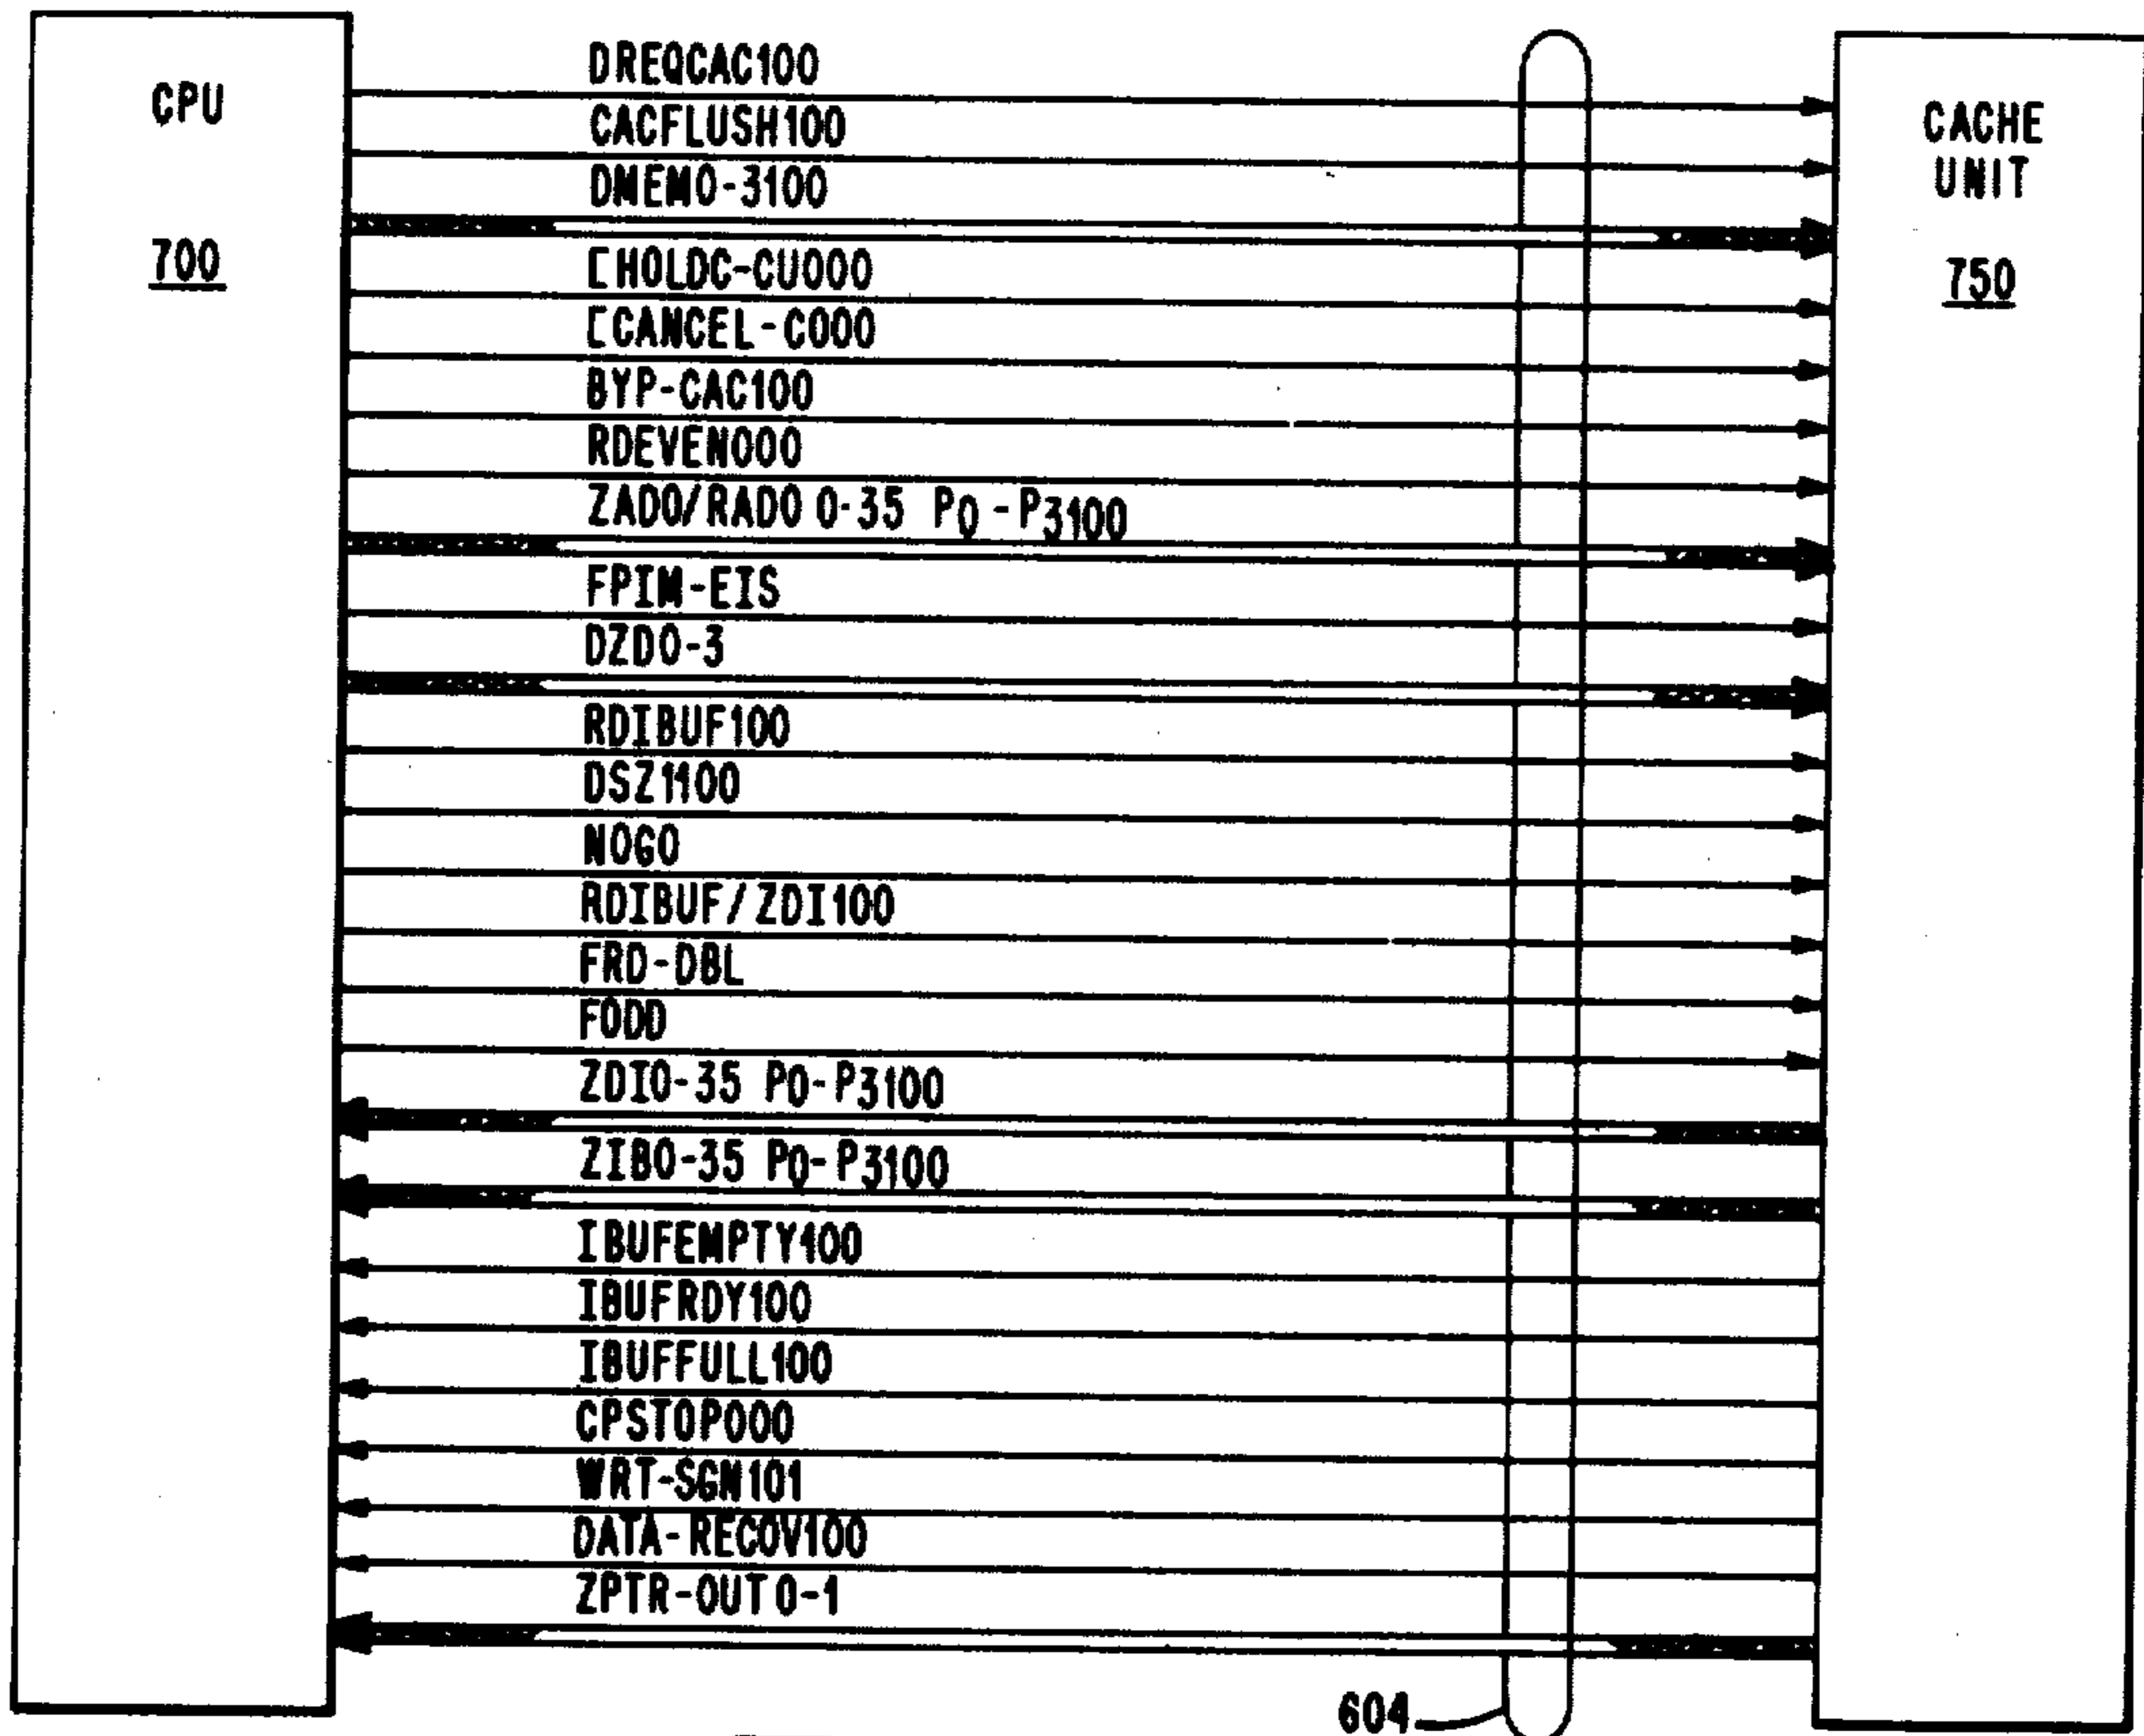 CPU
700
DREQCAC100
CACFLUSH100
DMEM0-3100
[HOLDC-CU000
[CANCEL-C000
BYP-CAC100
RDEVEN000
ZADO/RADO 0-35 P0-P3100
FPIM-EIS
DZD0-3
RDIBUF100
DSZ1100
NOGO
RDIBUF/ZDI100
FRD-DBL
FODD
ZDI0-35 P0-P3100
ZIB0-35 P0-P3100
IBUFEMPTY100
IBUFRDY100
IBUFFULL100
CPSTOP000
WRT-SGN101
DATA-RECOV100
ZPTR-OUT 0-1
604
CACHE
UNIT
750